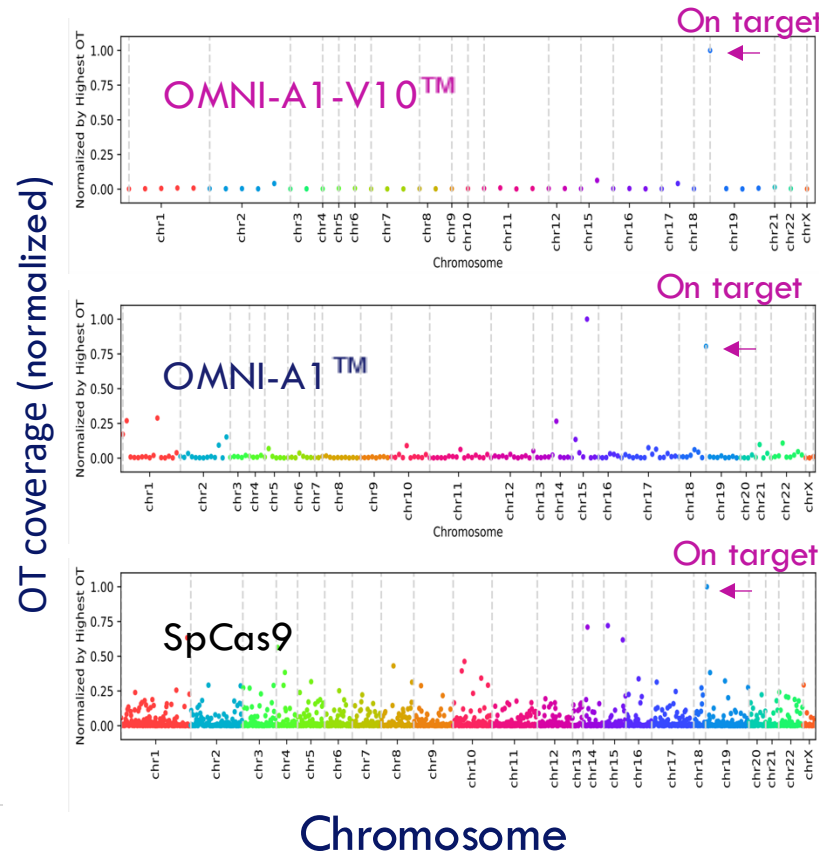 OT coverage (normalized)
On target
Normalized by Highest OT
1.00
0.75
0.50
0.25
0.00
OMNI-A1-V10™
chr1
chr2
chr3
chr4
chr5
chr6
chr7
chr8
chr9
chr10
chr11
chr12
chr15
chr16
chr17
chr18
chr19
chr21
chr22
chrX
Chromosome
On target
Normalized by Highest OT
1.00
0.75
0.50
0.25
0.00
OMNI-A1™
chr1
chr2
chr3
chr4
chr5
chr6
chr7
chr8
chr9
chr10
chr11
chr12
chr13
chr14
chr15
chr16
chr17
chr18
chr19
chr20
chr21
chr22
chrX
Chromosome
On target
Normalized by Highest OT
1.00
0.75
0.50
0.25
0.00
SpCas9
chr1
chr2
chr3
chr4
chr5
chr6
chr7
chr8
chr9
chr10
chr11
chr12
chr13
chr14
chr15
chr16
chr17
chr18
chr19
chr20
chr21
chr22
chrX
Chromosome